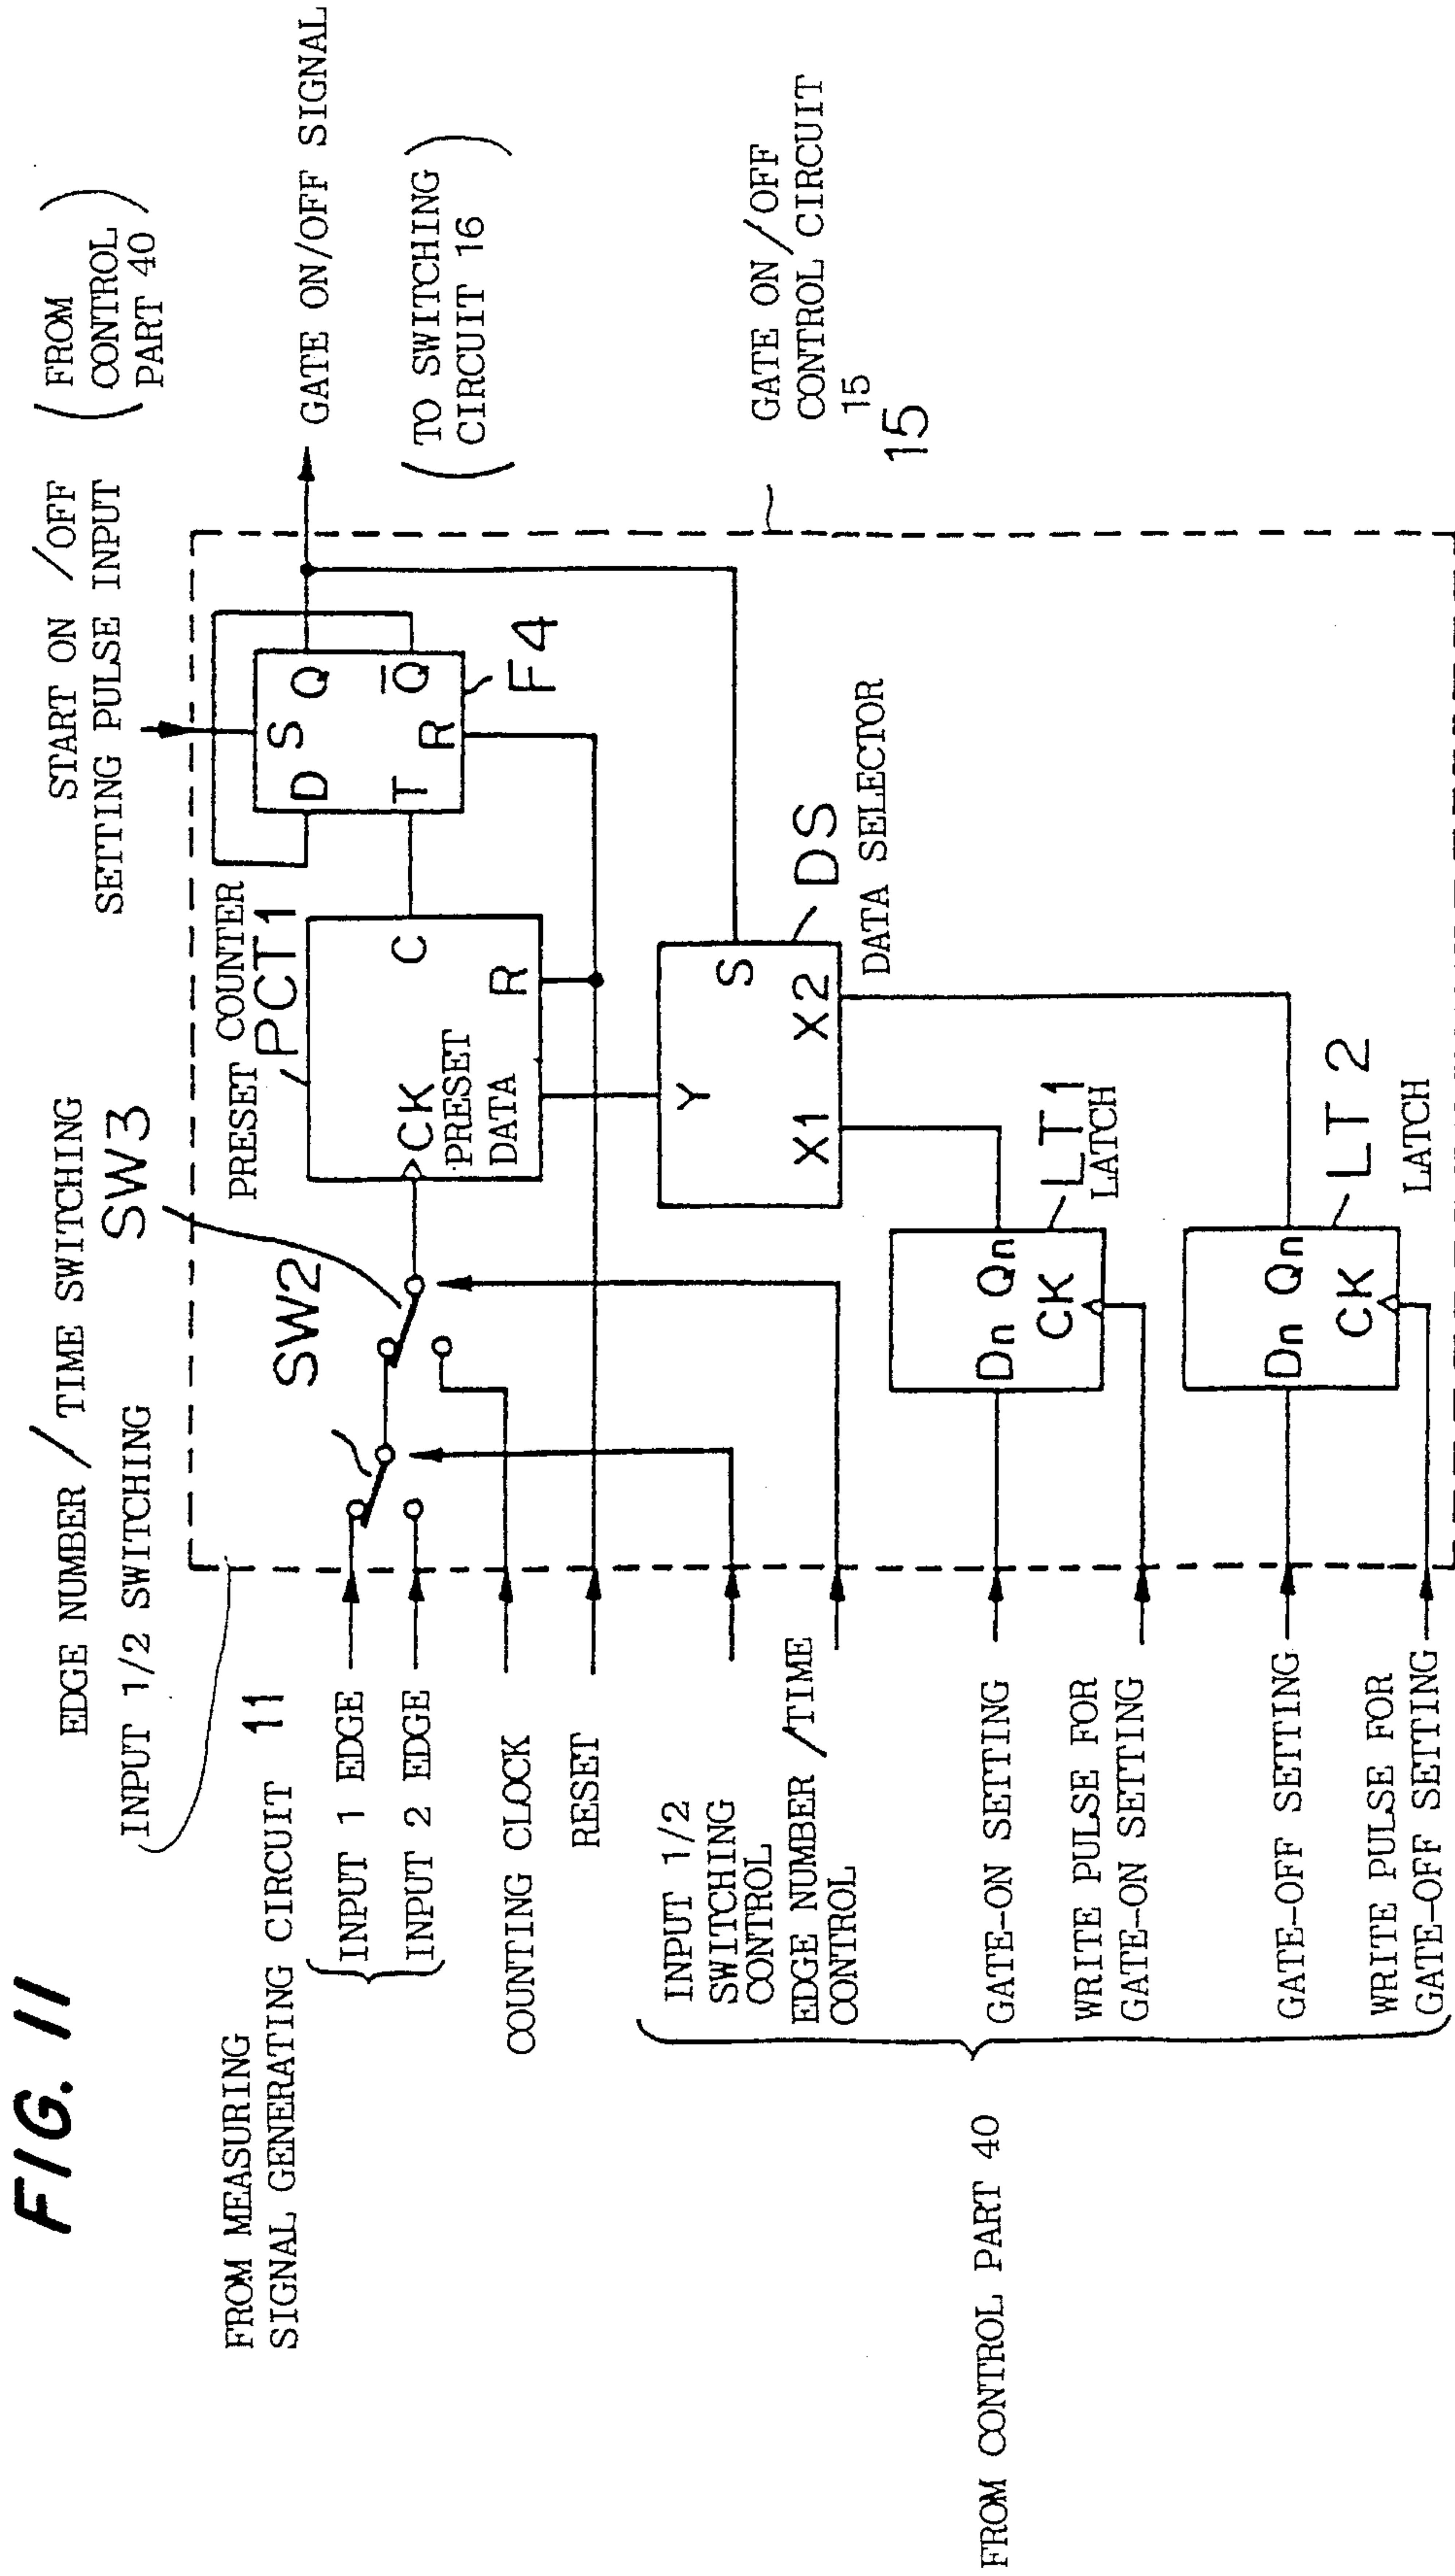 FIG. 11
EDGE NUMBER / TIME SWITCHING
SW3
INPUT 1/2 SWITCHING
START ON /OFF
SETTING PULSE INPUT
(FROM
CONTROL
PART 40)
FROM MEASURING
SIGNAL GENERATING CIRCUIT 11
INPUT 1 EDGE
INPUT 2 EDGE
COUNTING CLOCK
RESET
INPUT 1/2
SWITCHING
CONTROL
EDGE NUMBER /TIME
CONTROL
GATE-ON SETTING
WRITE PULSE FOR
GATE-ON SETTING
GATE-OFF SETTING
WRITE PULSE FOR
GATE-OFF SETTING
FROM CONTROL PART 40
SW2
PRESET COUNTER
PCT1
CK
C
PRESET
DATA
R
D S Q
T Q̅
R
F4
GATE ON/OFF SIGNAL
(TO SWITCHING
CIRCUIT 16)
Y
S
X1 X2
DS
DATA SELECTOR
Dn Qn
CK
LT1
LATCH
Dn Qn
CK
LT 2
LATCH
GATE ON /OFF
CONTROL CIRCUIT
15
15